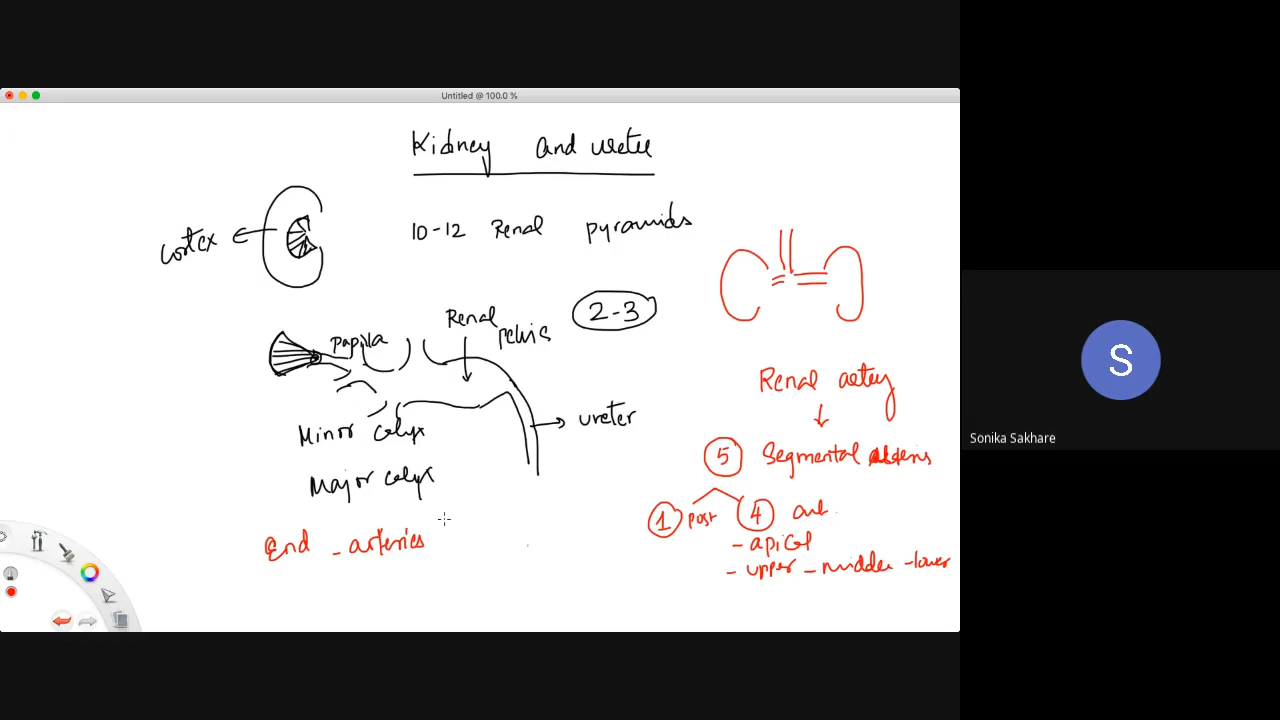 Untitled @ 100.0 %
Kidney and ureter
cortex
10-12 Renal pyramids
2-3
Renal pelvis
papilla
ureter
Minor calyx
Major calyx
End - arteries
Renal artery
5 Segmental
1 post 4 ant.
- apical
- upper - middle - lower
S
Sonika Sakhare